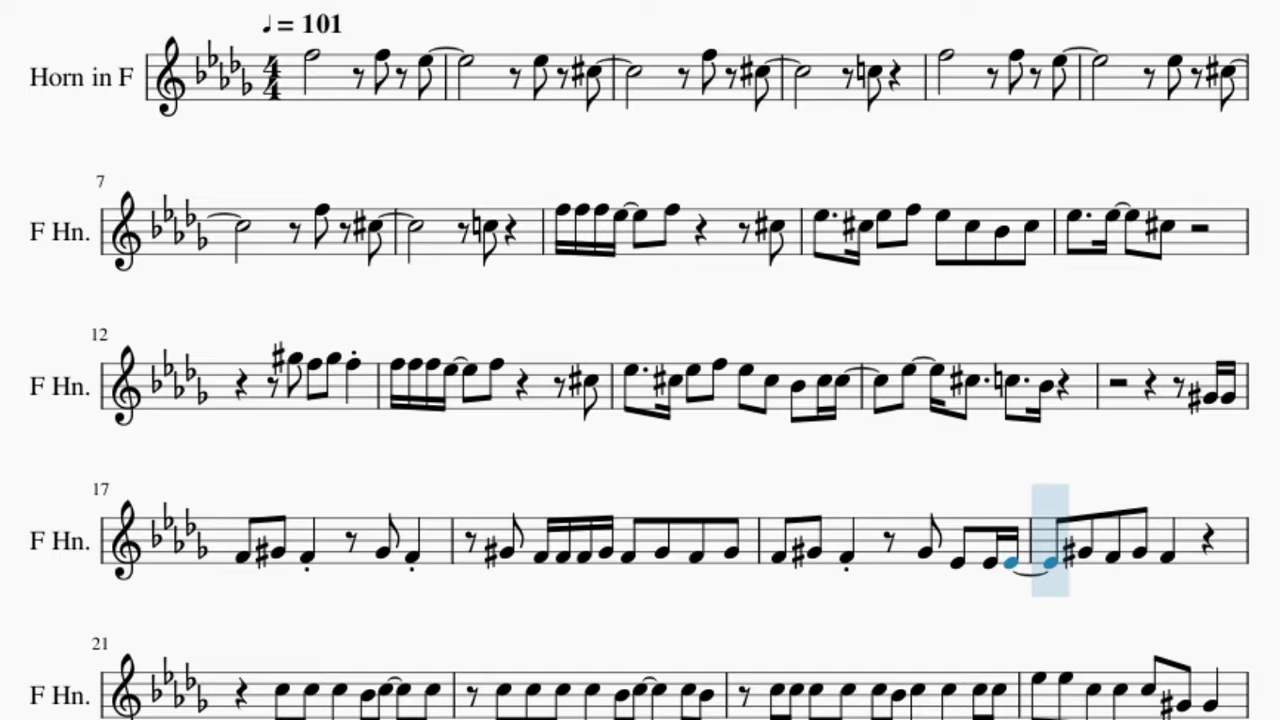 ♩ = 101
Horn in F
4
4
7
F Hn.
12
F Hn.
17
F Hn.
21
F Hn.